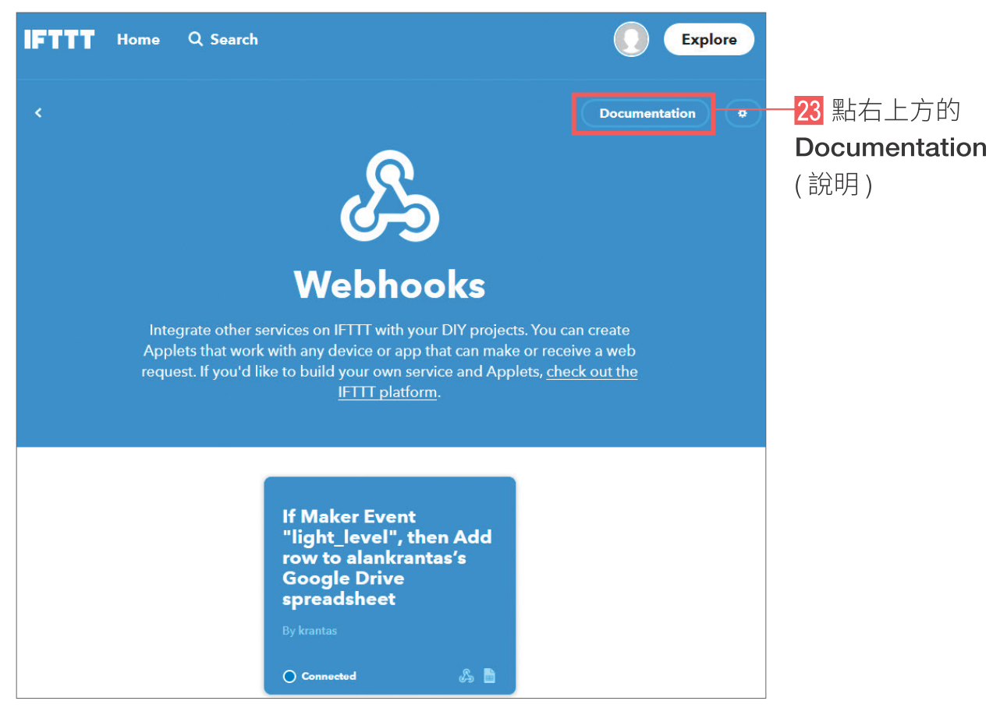 IFTTT Home Search Explore
Documentation
23 點右上方的
Documentation
( 說明 )
Webhooks
Integrate other services on IFTTT with your DIY projects. You can create
Applets that work with any device or app that can make or receive a web
request. If you'd like to build your own service and Applets, check out the
IFTTT platform.
If Maker Event
"light_level", then Add
row to alankrantas’s
Google Drive
spreadsheet
By krantas
Connected